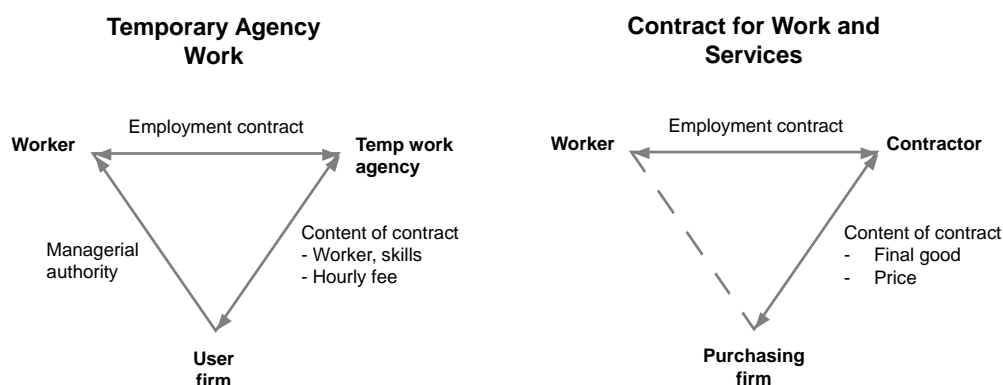 Temporary Agency
Work
Employment contract
Worker
Temp work
agency
Managerial
authority
Content of contract
- Worker, skills
- Hourly fee
User
firm
Contract for Work and
Services
Employment contract
Worker
Contractor
Content of contract
- Final good
- Price
Purchasing
firm